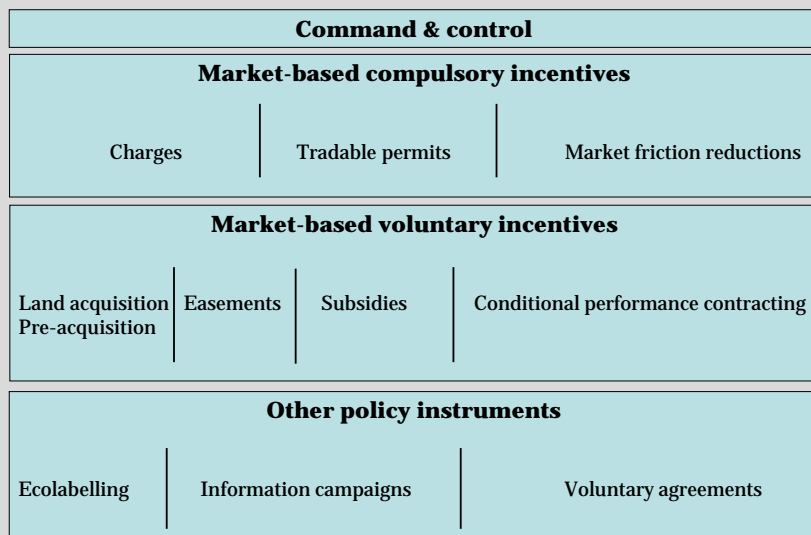 Command & control
Market-based compulsory incentives
Charges
Tradable permits
Market friction reductions
Market-based voluntary incentives
Land acquisition
Pre-acquisition
Easements
Subsidies
Conditional performance contracting
Other policy instruments
Ecolabelling
Information campaigns
Voluntary agreements